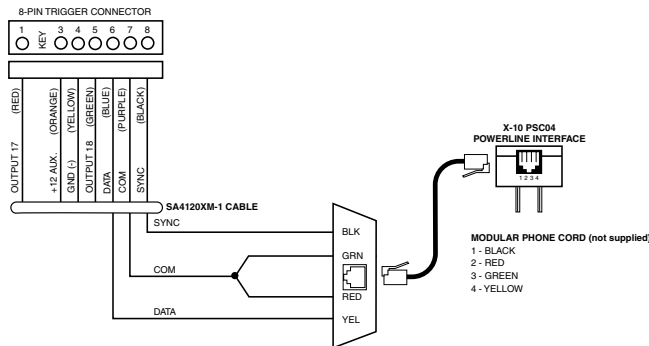 8-PIN TRIGGER CONNECTOR
1 KEY 3 4 5 6 7 8
OUTPUT 17 (RED)
+12 AUX. (ORANGE)
GND (-) (YELLOW)
OUTPUT 18 (GREEN)
DATA (BLUE)
COM (PURPLE)
SYNC (BLACK)
SA4120XM-1 CABLE
SYNC
COM
DATA
BLK
GRN
RED
YEL
X-10 PSC04
POWERLINE INTERFACE
1 2 3 4
MODULAR PHONE CORD (not supplied)
1 - BLACK
2 - RED
3 - GREEN
4 - YELLOW